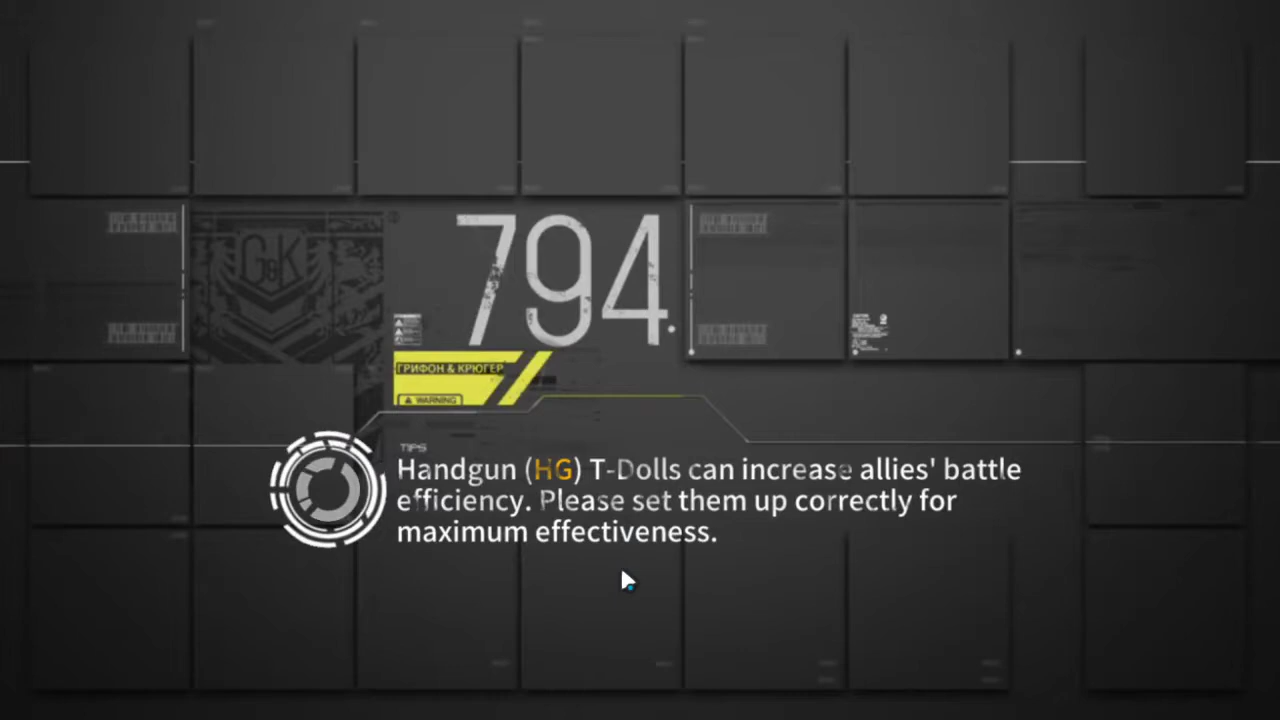 G&K
794.
ГРИФОН & КРЮГЕР
WARNING
TIPS
Handgun (HG) T-Dolls can increase allies' battle
efficiency. Please set them up correctly for
maximum effectiveness.